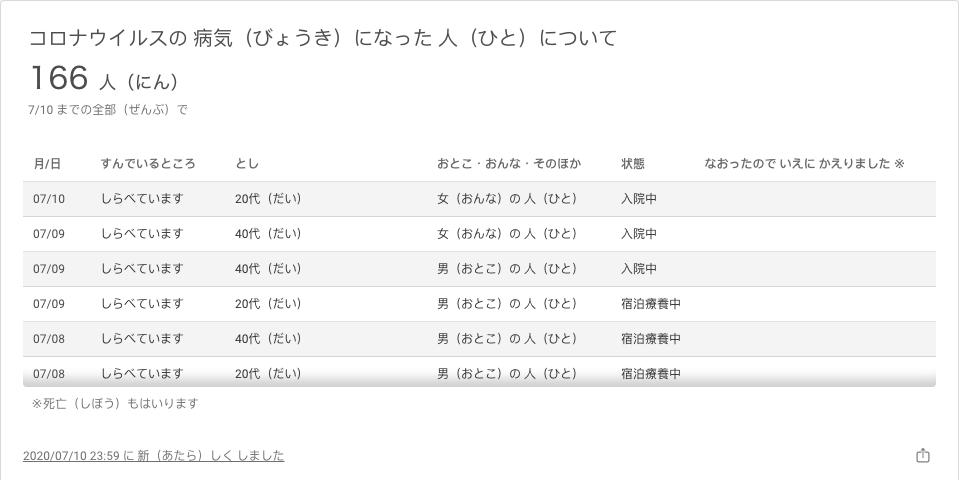 コロナウイルスの 病気（びょうき）になった 人（ひと）について
166 人（にん）
7/10 までの全部（ぜんぶ）で
月/日 すんでいるところ とし おとこ・おんな・そのほか 状態 なおったので いえに かえりました ※
07/10 しらべています 20代（だい） 女（おんな）の 人（ひと） 入院中
07/09 しらべています 40代（だい） 女（おんな）の 人（ひと） 入院中
07/09 しらべています 40代（だい） 男（おとこ）の 人（ひと） 入院中
07/09 しらべています 20代（だい） 男（おとこ）の 人（ひと） 宿泊療養中
07/08 しらべています 40代（だい） 男（おとこ）の 人（ひと） 宿泊療養中
07/08 しらべています 20代（だい） 男（おとこ）の 人（ひと） 宿泊療養中
※死亡（しぼう）もはいります
2020/07/10 23:59 に 新（あたら）しく しました